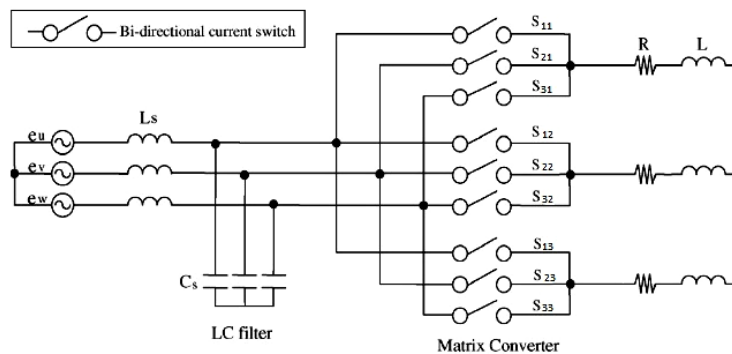 Bi-directional current switch
S11
R
L
S21
S31
Ls
eu
ev
ew
S12
S22
S32
S13
S23
S33
Cs
LC filter
Matrix Converter